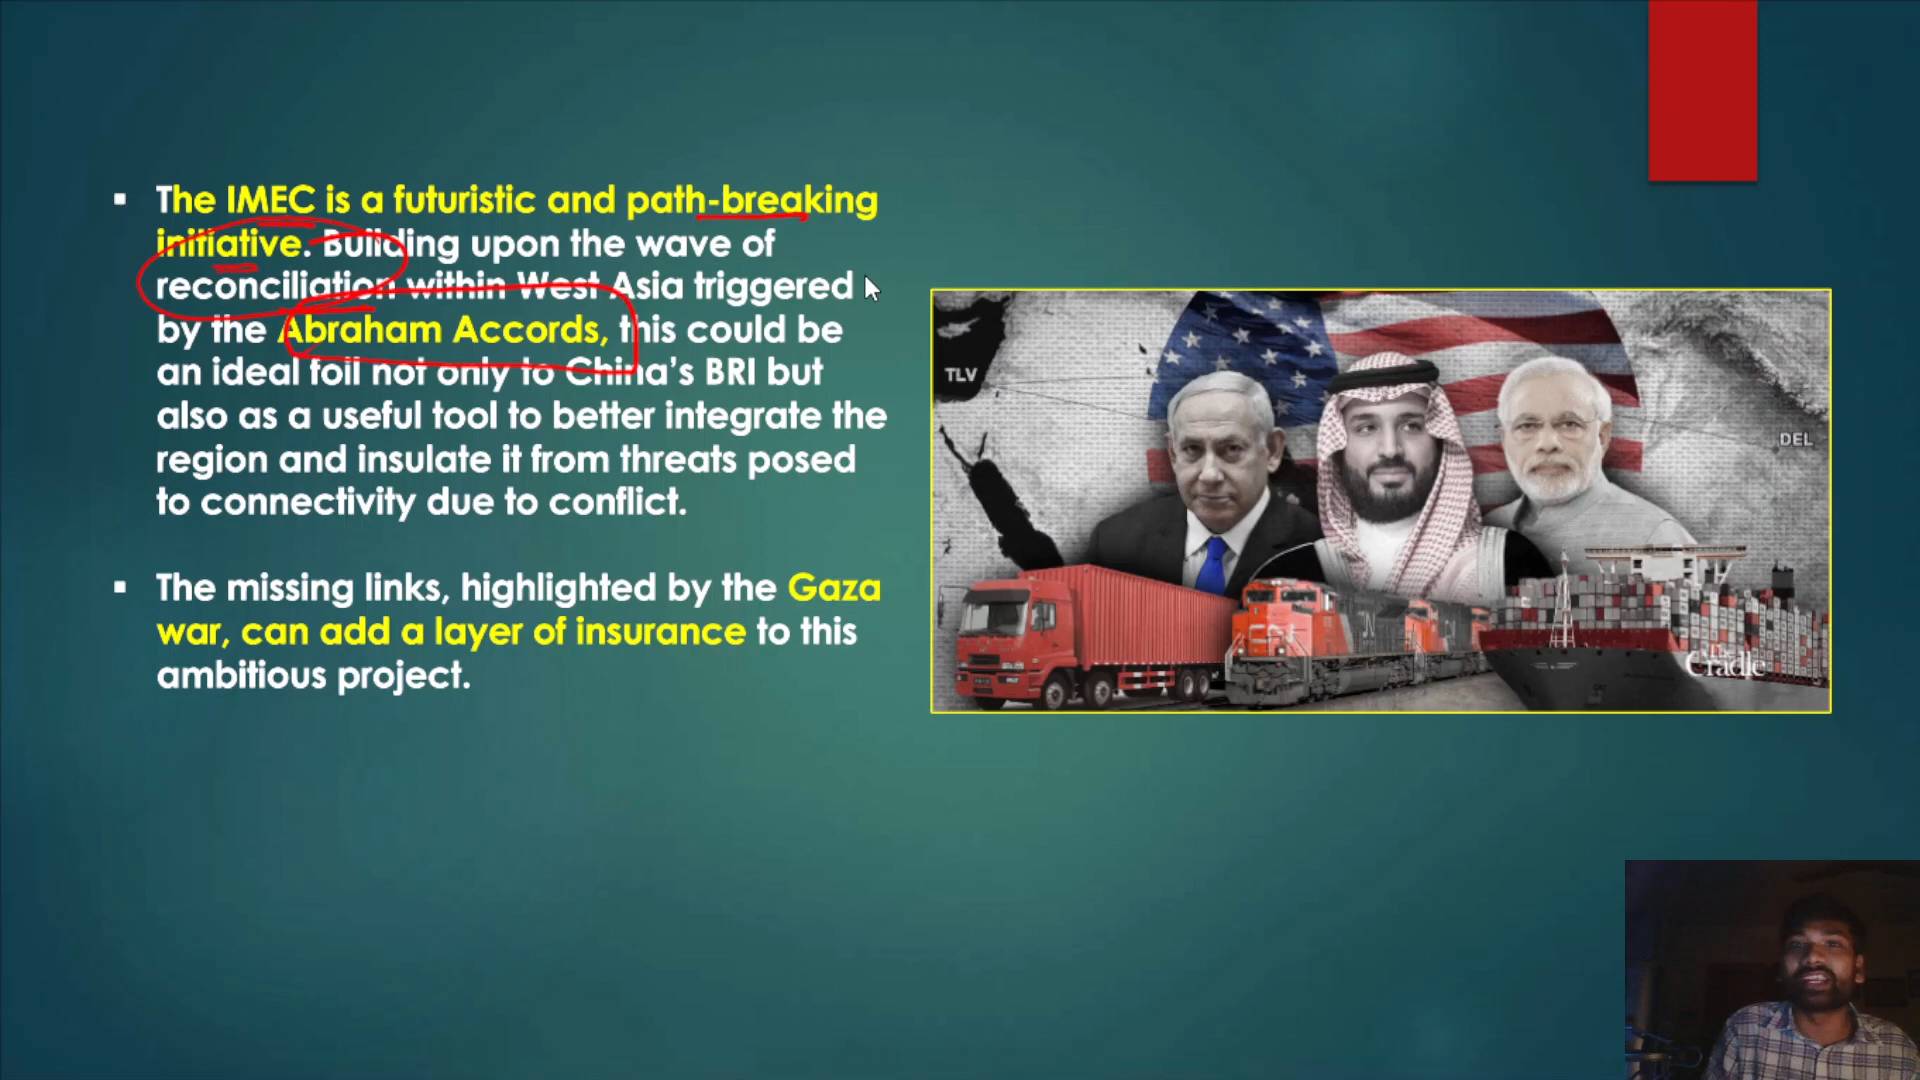 The IMEC is a futuristic and path-breaking
initiative. Building upon the wave of
reconciliation within West Asia triggered
by the Abraham Accords, this could be
an ideal foil not only to China's BRI but
also as a useful tool to better integrate the
region and insulate it from threats posed
to connectivity due to conflict.
The missing links, highlighted by the Gaza
war, can add a layer of insurance to this
ambitious project.
TLV
DEL
CN
The Cradle